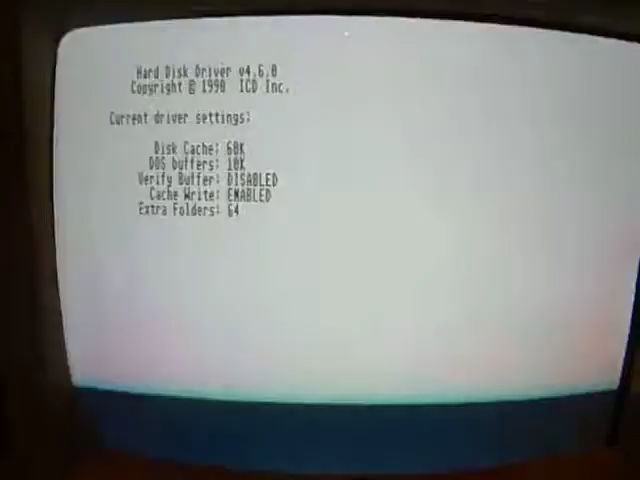 Hard Disk Driver v4.6.0
Copyright © 1990 ICD Inc.
Current driver settings:
Disk Cache: 60K
DOS buffers: 10K
Verify Buffer: DISABLED
Cache Write: ENABLED
Extra Folders: 64